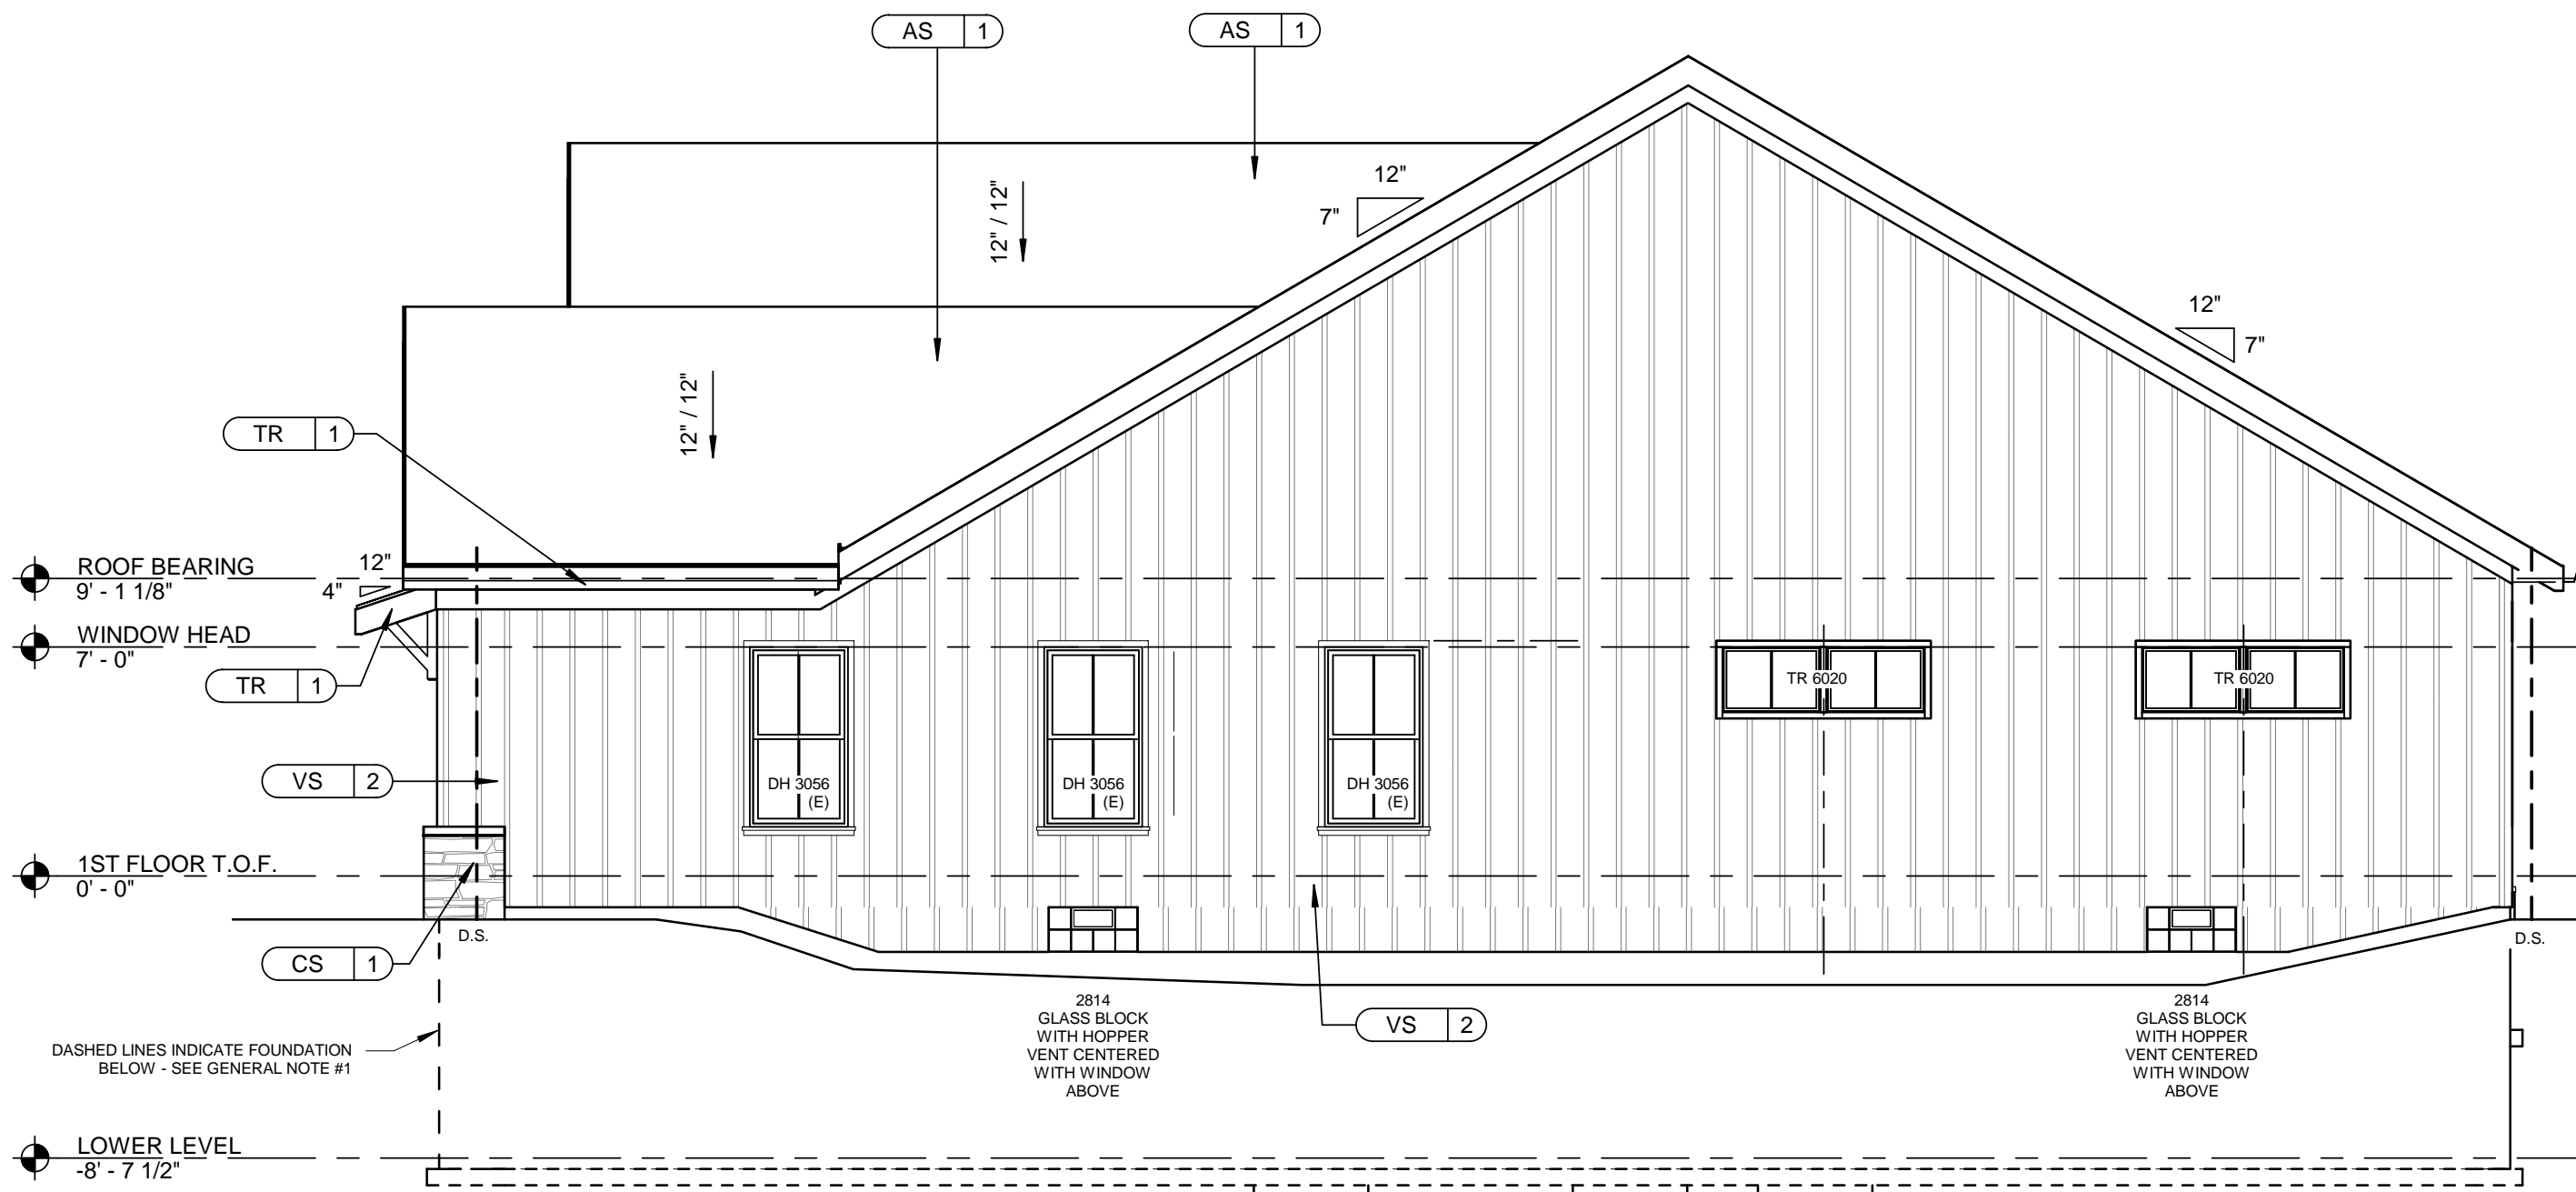 AS 1
AS 1
12"
7"
12" / 12"
12"
7"
12" / 12"
TR 1
ROOF BEARING
9' - 1 1/8"
12"
4"
WINDOW HEAD
7' - 0"
TR 1
TR 6020
TR 6020
VS 2
DH 3056
(E)
DH 3056
(E)
DH 3056
(E)
1ST FLOOR T.O.F.
0' - 0"
D.S.
D.S.
CS 1
2814
GLASS BLOCK
WITH HOPPER
VENT CENTERED
WITH WINDOW
ABOVE
VS 2
2814
GLASS BLOCK
WITH HOPPER
VENT CENTERED
WITH WINDOW
ABOVE
DASHED LINES INDICATE FOUNDATION
BELOW - SEE GENERAL NOTE #1
LOWER LEVEL
-8' - 7 1/2"